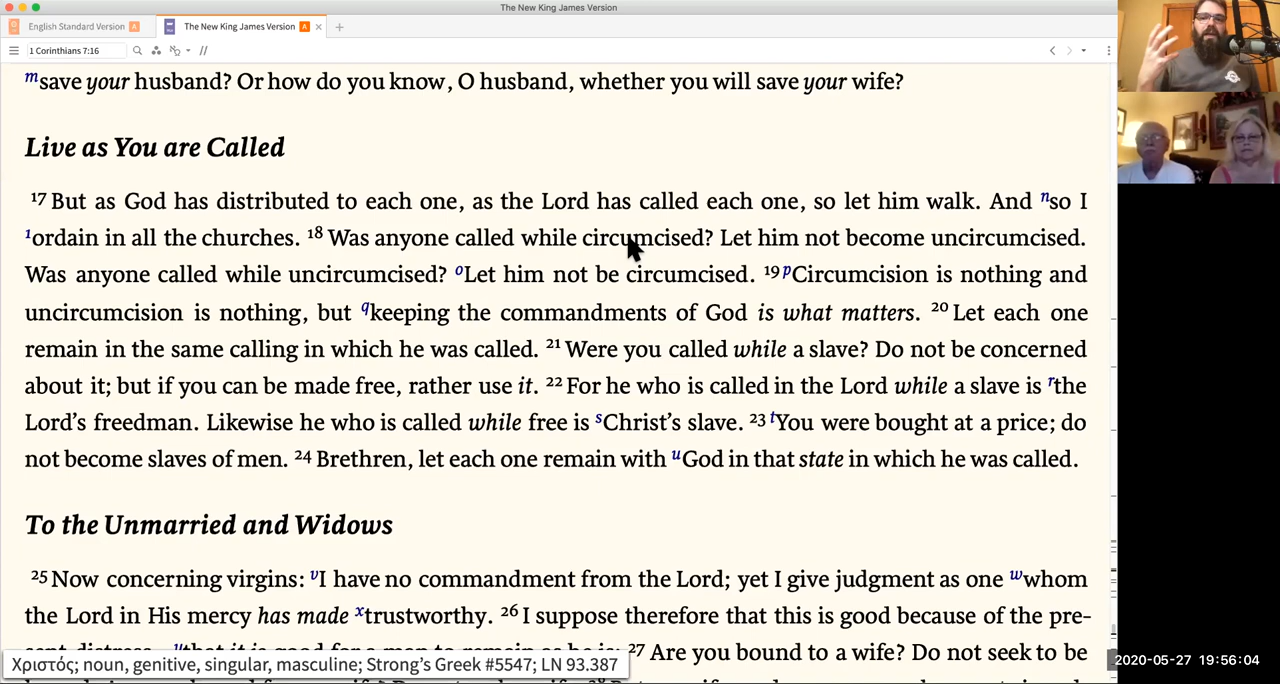 The New King James Version
English Standard Version A
The New King James Version A × +
1 Corinthians 7:16 //
m save your husband? Or how do you know, O husband, whether you will save your wife?
Live as You are Called
17 But as God has distributed to each one, as the Lord has called each one, so let him walk. And n so I
1 ordain in all the churches. 18 Was anyone called while circumcised? Let him not become uncircumcised.
Was anyone called while uncircumcised? o Let him not be circumcised. 19 p Circumcision is nothing and
uncircumcision is nothing, but q keeping the commandments of God is what matters. 20 Let each one
remain in the same calling in which he was called. 21 Were you called while a slave? Do not be concerned
about it; but if you can be made free, rather use it. 22 For he who is called in the Lord while a slave is r the
Lord's freedman. Likewise he who is called while free is s Christ's slave. 23 t You were bought at a price; do
not become slaves of men. 24 Brethren, let each one remain with u God in that state in which he was called.
To the Unmarried and Widows
25 Now concerning virgins: v I have no commandment from the Lord; yet I give judgment as one w whom
the Lord in His mercy has made x trustworthy. 26 I suppose therefore that this is good because of the pre-
27 Are you bound to a wife? Do not seek to be
Χριστός; noun, genitive, singular, masculine; Strong's Greek #5547; LN 93.387
2020-05-27 19:56:04